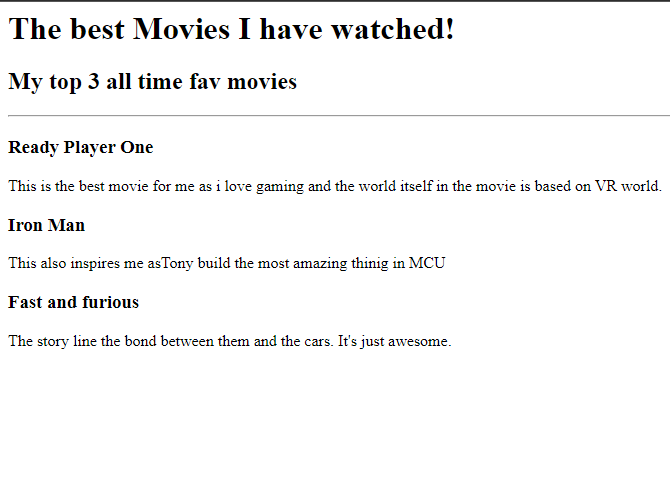 The best Movies I have watched!
My top 3 all time fav movies
Ready Player One
This is the best movie for me as i love gaming and the world itself in the movie is based on VR world.
Iron Man
This also inspires me asTony build the most amazing thinig in MCU
Fast and furious
The story line the bond between them and the cars. It's just awesome.